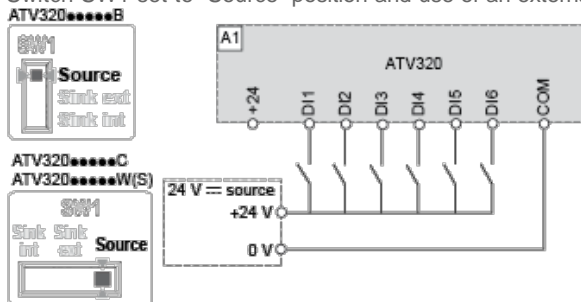 Switch SW1 set to "Source" position and use of an externa
ATV320●●●●●B
SW1
Source
Sink ext
Sink int
ATV320●●●●●C
ATV320●●●●●W(S)
SW1
Sink int
Sink ext
Source
A1
ATV320
+24
DI1
DI2
DI3
DI4
DI5
DI6
COM
24 V source
+24 V
0 V